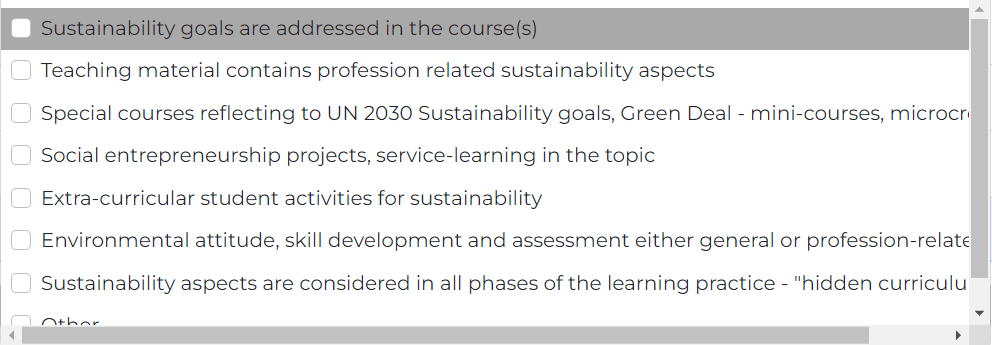 Sustainability goals are addressed in the course(s)
Teaching material contains profession related sustainability aspects
Special courses reflecting to UN 2030 Sustainability goals, Green Deal - mini-courses, microcr
Social entrepreneurship projects, service-learning in the topic
Extra-curricular student activities for sustainability
Environmental attitude, skill development and assessment either general or profession-relate
Sustainability aspects are considered in all phases of the learning practice - "hidden curriculu
Other